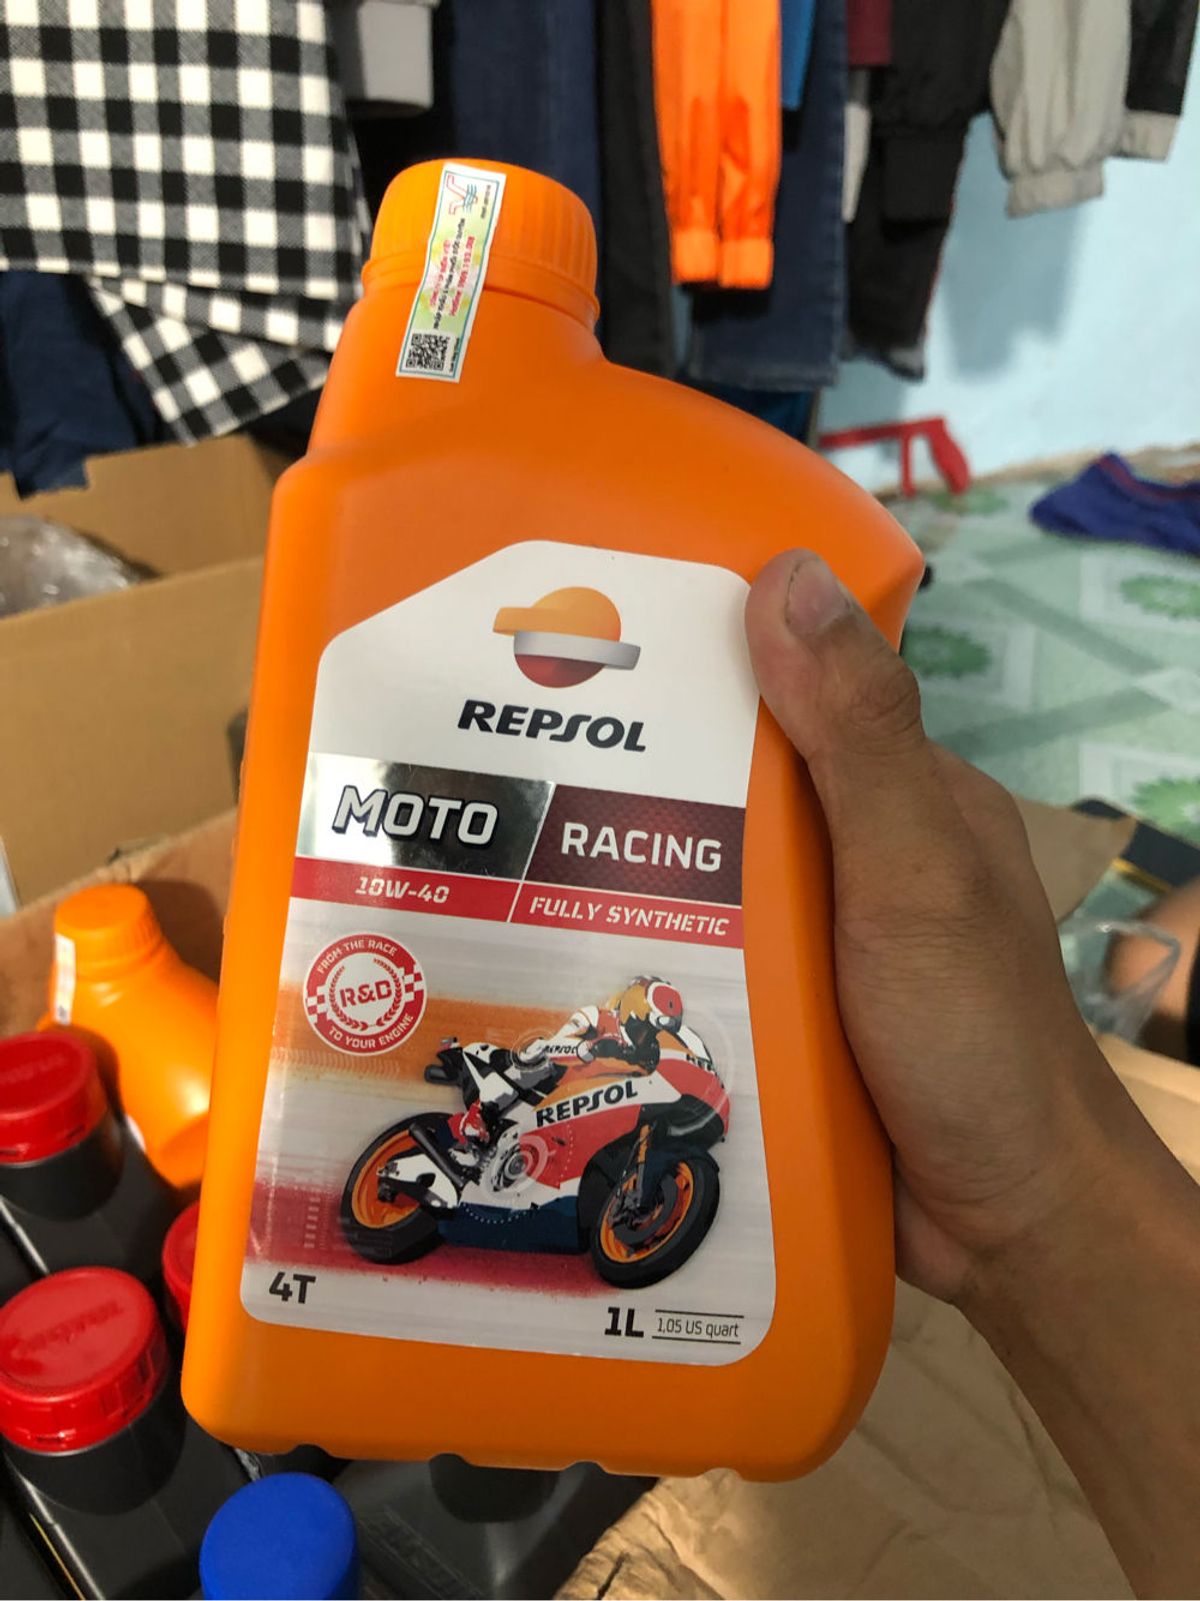 REPSOL
MOTO
RACING
10W-40
FULLY SYNTHETIC
FROM THE RACE
R&D
TO YOUR ENGINE
REPSOL
4T
1L
1,05 US quart